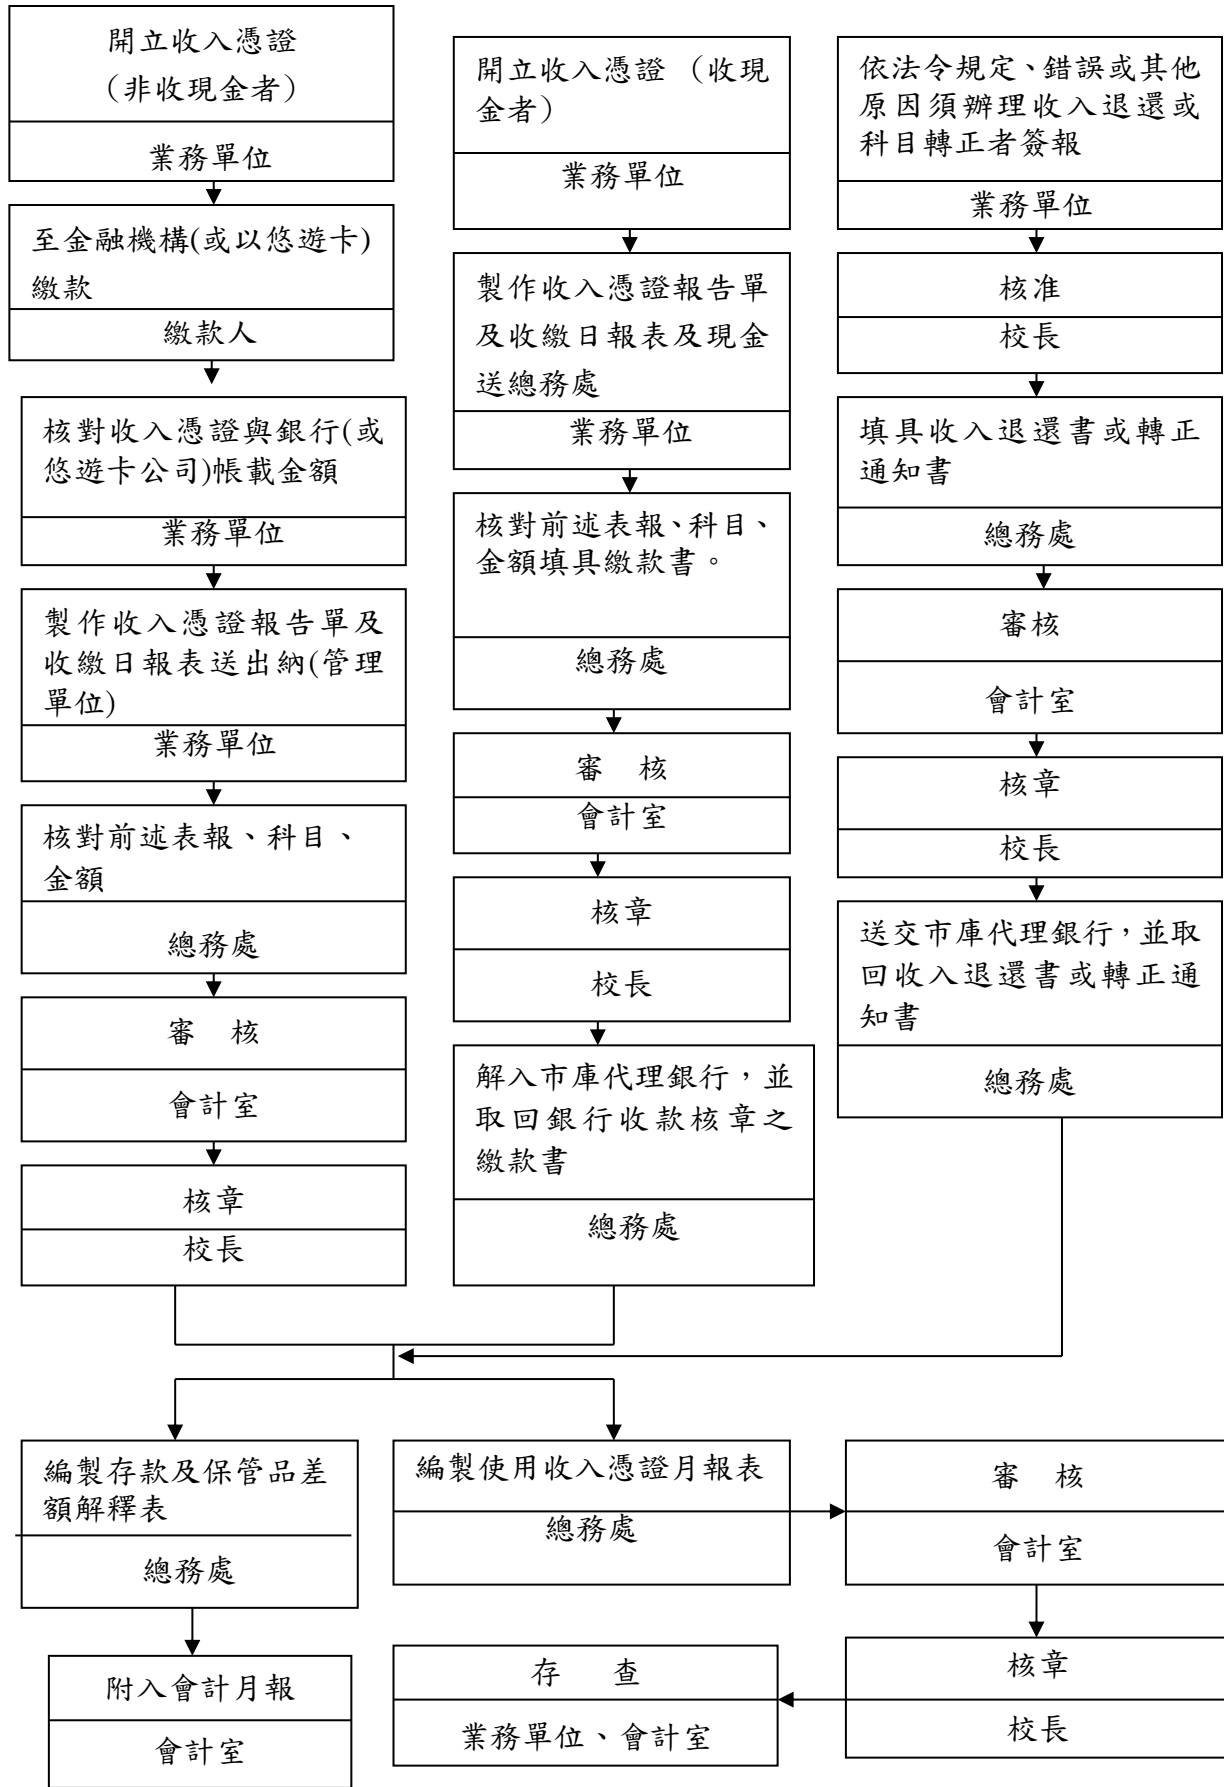 開立收入憑證
（非收現金者）
業務單位
至金融機構(或以悠遊卡)
繳款
繳款人
核對收入憑證與銀行(或
悠遊卡公司)帳載金額
業務單位
製作收入憑證報告單及
收繳日報表送出納(管理
單位)
業務單位
核對前述表報、科目、
金額
總務處
審　核
會計室
核章
校長
開立收入憑證 （收現
金者）
業務單位
製作收入憑證報告單
及收繳日報表及現金
送總務處
業務單位
核對前述表報、科目、
金額填具繳款書。
總務處
審　核
會計室
核章
校長
解入市庫代理銀行，並
取回銀行收款核章之
繳款書
總務處
依法令規定、錯誤或其他
原因須辦理收入退還或
科目轉正者簽報
業務單位
核准
校長
填具收入退還書或轉正
通知書
總務處
審核
會計室
核章
校長
送交市庫代理銀行，並取
回收入退還書或轉正通
知書
總務處
編製存款及保管品差
額解釋表
總務處
附入會計月報
會計室
編製使用收入憑證月報表
總務處
審　核
會計室
核章
校長
存　　查
業務單位、會計室